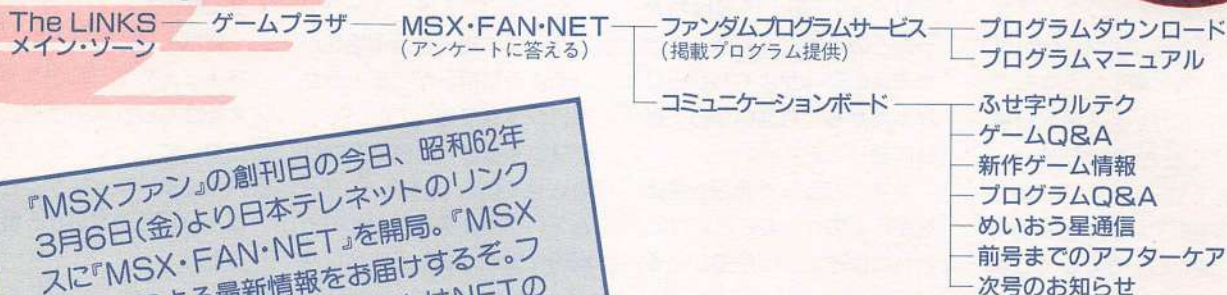 The LINKS
メイン・ゾーン
ゲームプラザ
MSX・FAN・NET
(アンケートに答える)
ファンダムプログラムサービス
(掲載プログラム提供)
プログラムダウンロード
プログラムマニュアル
コミュニケーションボード
ふせ字ウルテク
ゲームQ&A
新作ゲーム情報
プログラムQ&A
めいおう星通信
前号までのアフターケア
次号のお知らせ
『MSXファン』の創刊日の今日、昭和62年
3月6日(金)より日本テレネットのリンク
スに『MSX・FAN・NET』を開局。『MSX
る最新情報をお届けするぞ。フ
はNETの